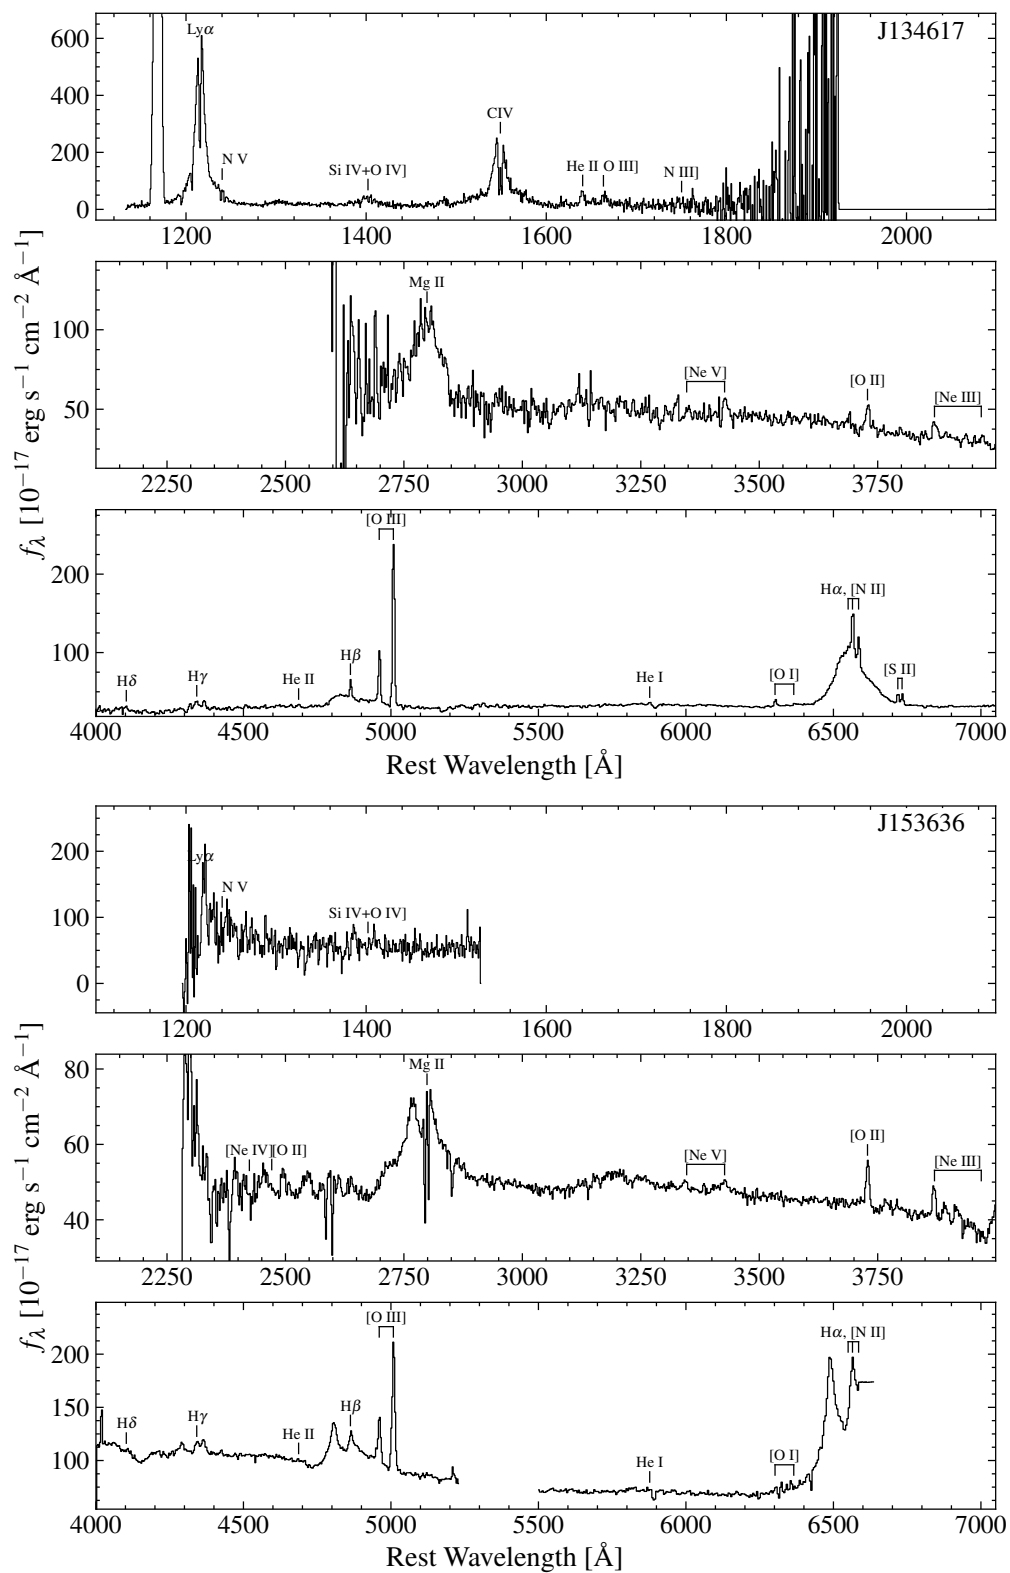 J134617
Lyα
N V
Si IV+O IV]
CIV
He II O III]
N III]
600
400
200
0
1200 1400 1600 1800 2000
Mg II
[Ne V]
[O II]
[Ne III]
100
50
2250 2500 2750 3000 3250 3500 3750
fλ [10−17 erg s−1 cm−2 Å−1]
[O III]
Hδ
Hγ
He II
Hβ
He I
[O I]
Hα, [N II]
[S II]
200
100
4000 4500 5000 5500 6000 6500 7000
Rest Wavelength [Å]
J153636
Lyα
N V
Si IV+O IV]
200
100
0
1200 1400 1600 1800 2000
[Ne IV] [O II]
Mg II
[Ne V]
[O II]
[Ne III]
80
60
40
2250 2500 2750 3000 3250 3500 3750
fλ [10−17 erg s−1 cm−2 Å−1]
[O III]
Hδ
Hγ
He II
Hβ
He I
[O I]
Hα, [N II]
200
150
100
4000 4500 5000 5500 6000 6500 7000
Rest Wavelength [Å]